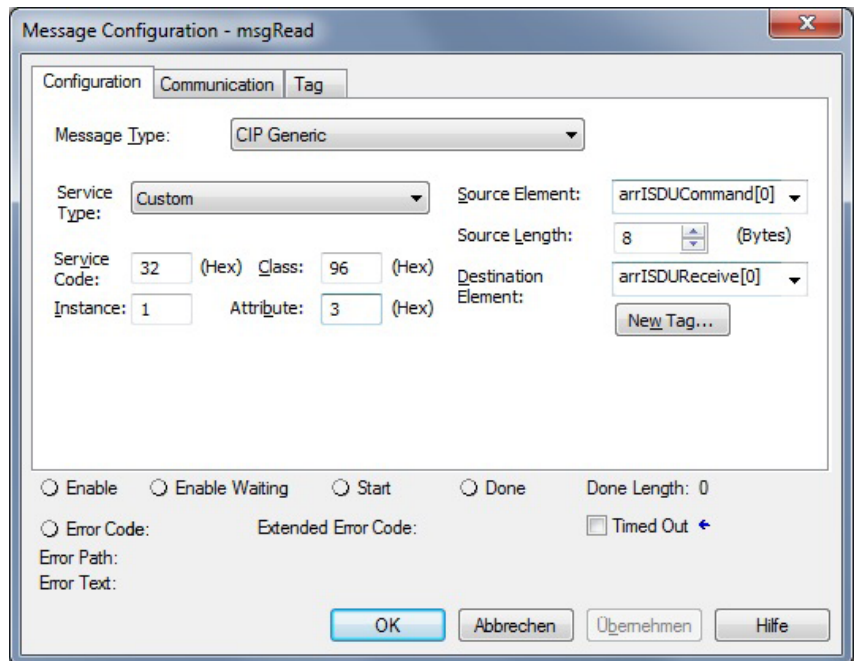 Message Configuration - msgRead
Configuration Communication Tag
Message Type: CIP Generic
Service Type: Custom
Source Element: arrISDUCommand[0]
Source Length: 8 (Bytes)
Service Code: 32 (Hex) Class: 96 (Hex)
Destination Element: arrISDUReceive[0]
Instance: 1 Attribute: 3 (Hex)
New Tag...
Enable Enable Waiting Start Done Done Length: 0
Error Code: Extended Error Code: Timed Out
Error Path:
Error Text:
OK Abbrechen Übernehmen Hilfe